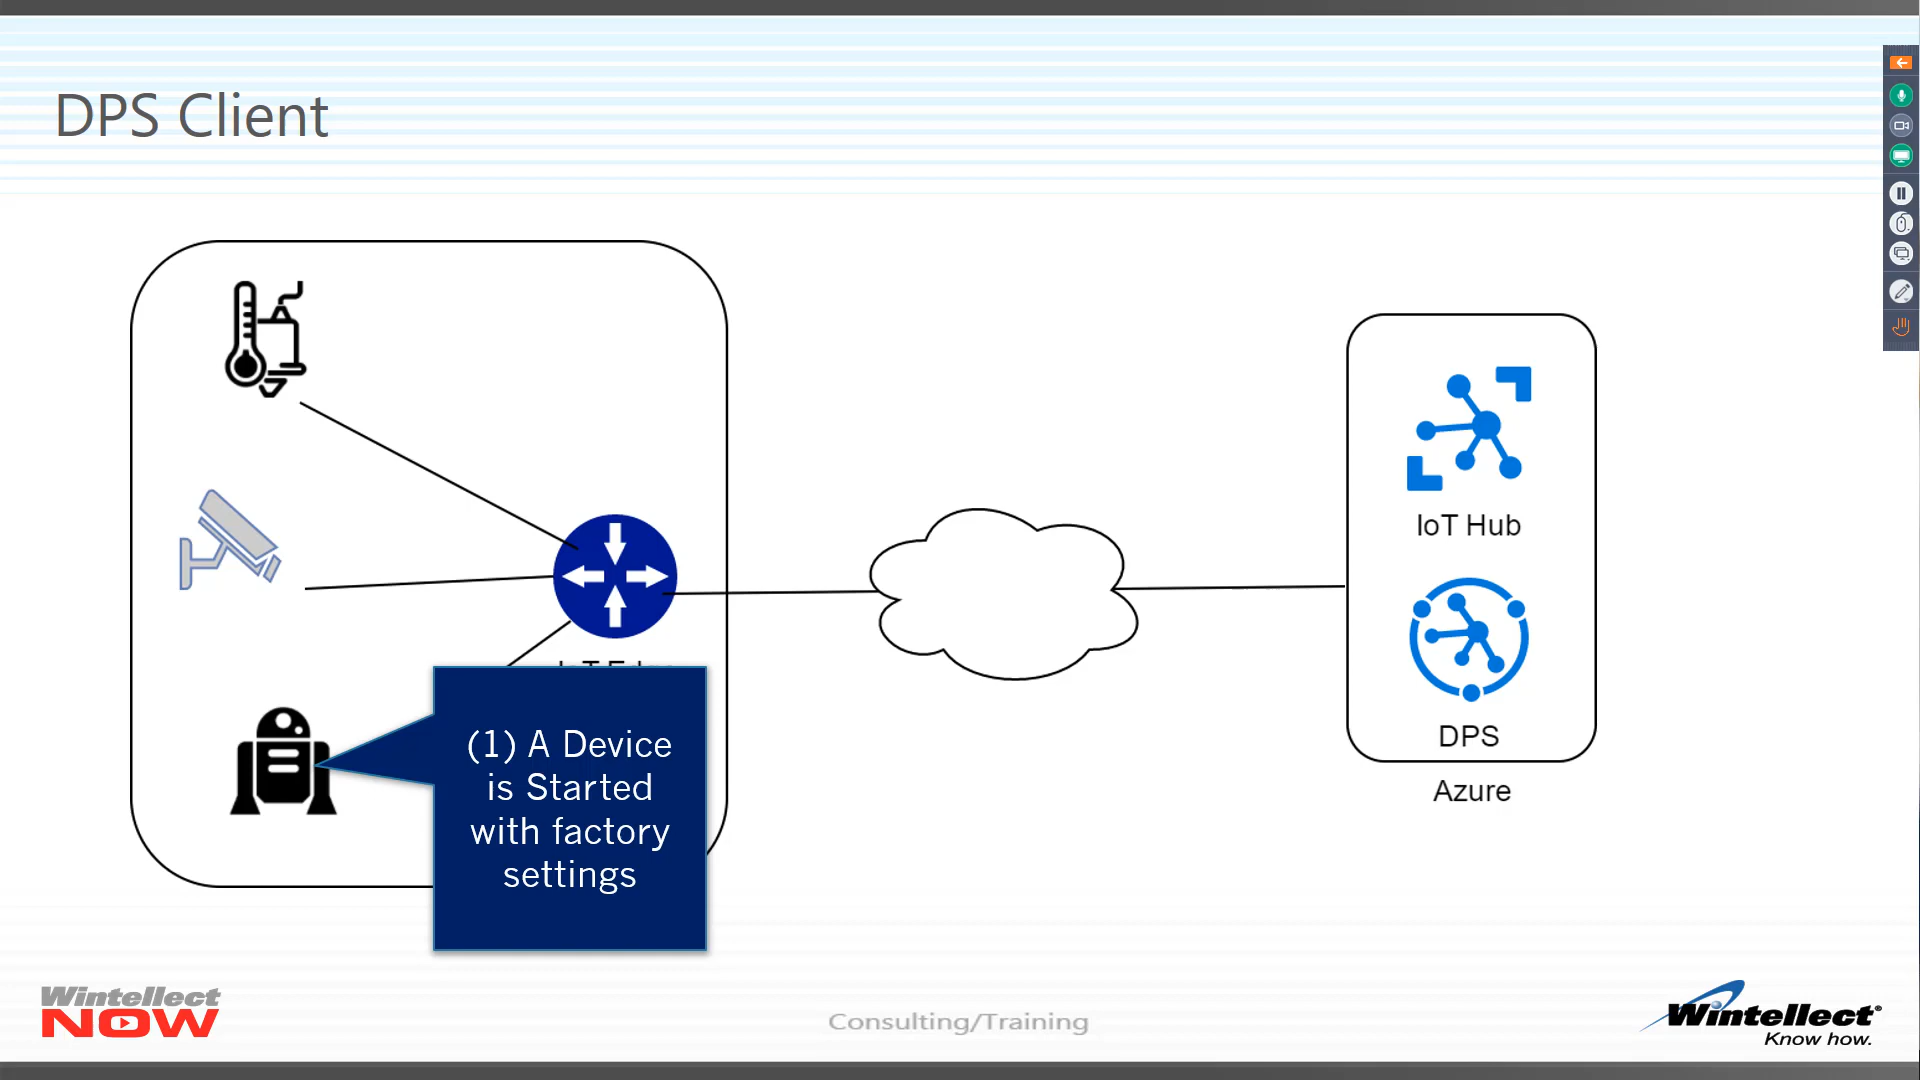 DPS Client
IoT Hub
DPS
Azure
(1) A Device
is Started
with factory
settings
Wintellect
NOW
Consulting/Training
Wintellect®
Know how.